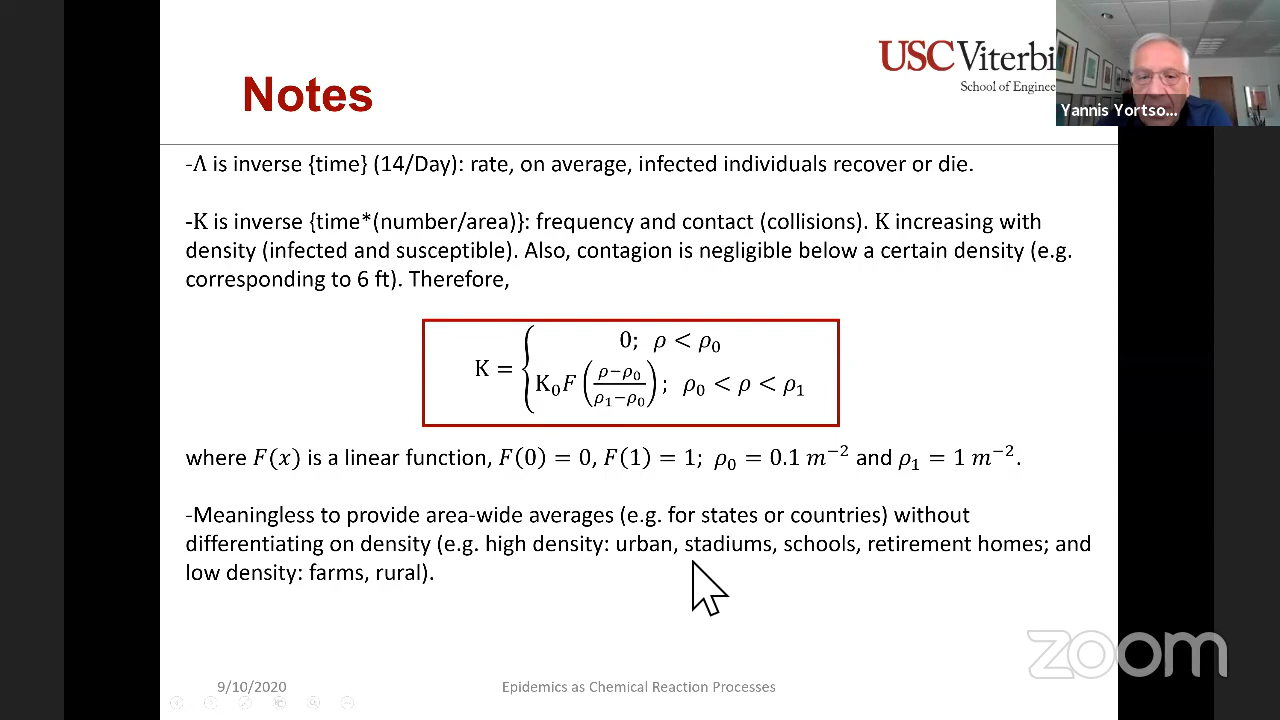 USC Viterbi
School of Enginee
Yannis Yortso...
Notes
-Λ is inverse {time} (14/Day): rate, on average, infected individuals recover or die.
-K is inverse {time*(number/area)}: frequency and contact (collisions). K increasing with
density (infected and susceptible). Also, contagion is negligible below a certain density (e.g.
corresponding to 6 ft). Therefore,
K = { 0; ρ < ρ₀
K₀F((ρ−ρ₀)/(ρ₁−ρ₀)); ρ₀ < ρ < ρ₁
where F(x) is a linear function, F(0) = 0, F(1) = 1; ρ₀ = 0.1 m⁻² and ρ₁ = 1 m⁻².
-Meaningless to provide area-wide averages (e.g. for states or countries) without
differentiating on density (e.g. high density: urban, stadiums, schools, retirement homes; and
low density: farms, rural).
zoom
9/10/2020
Epidemics as Chemical Reaction Processes